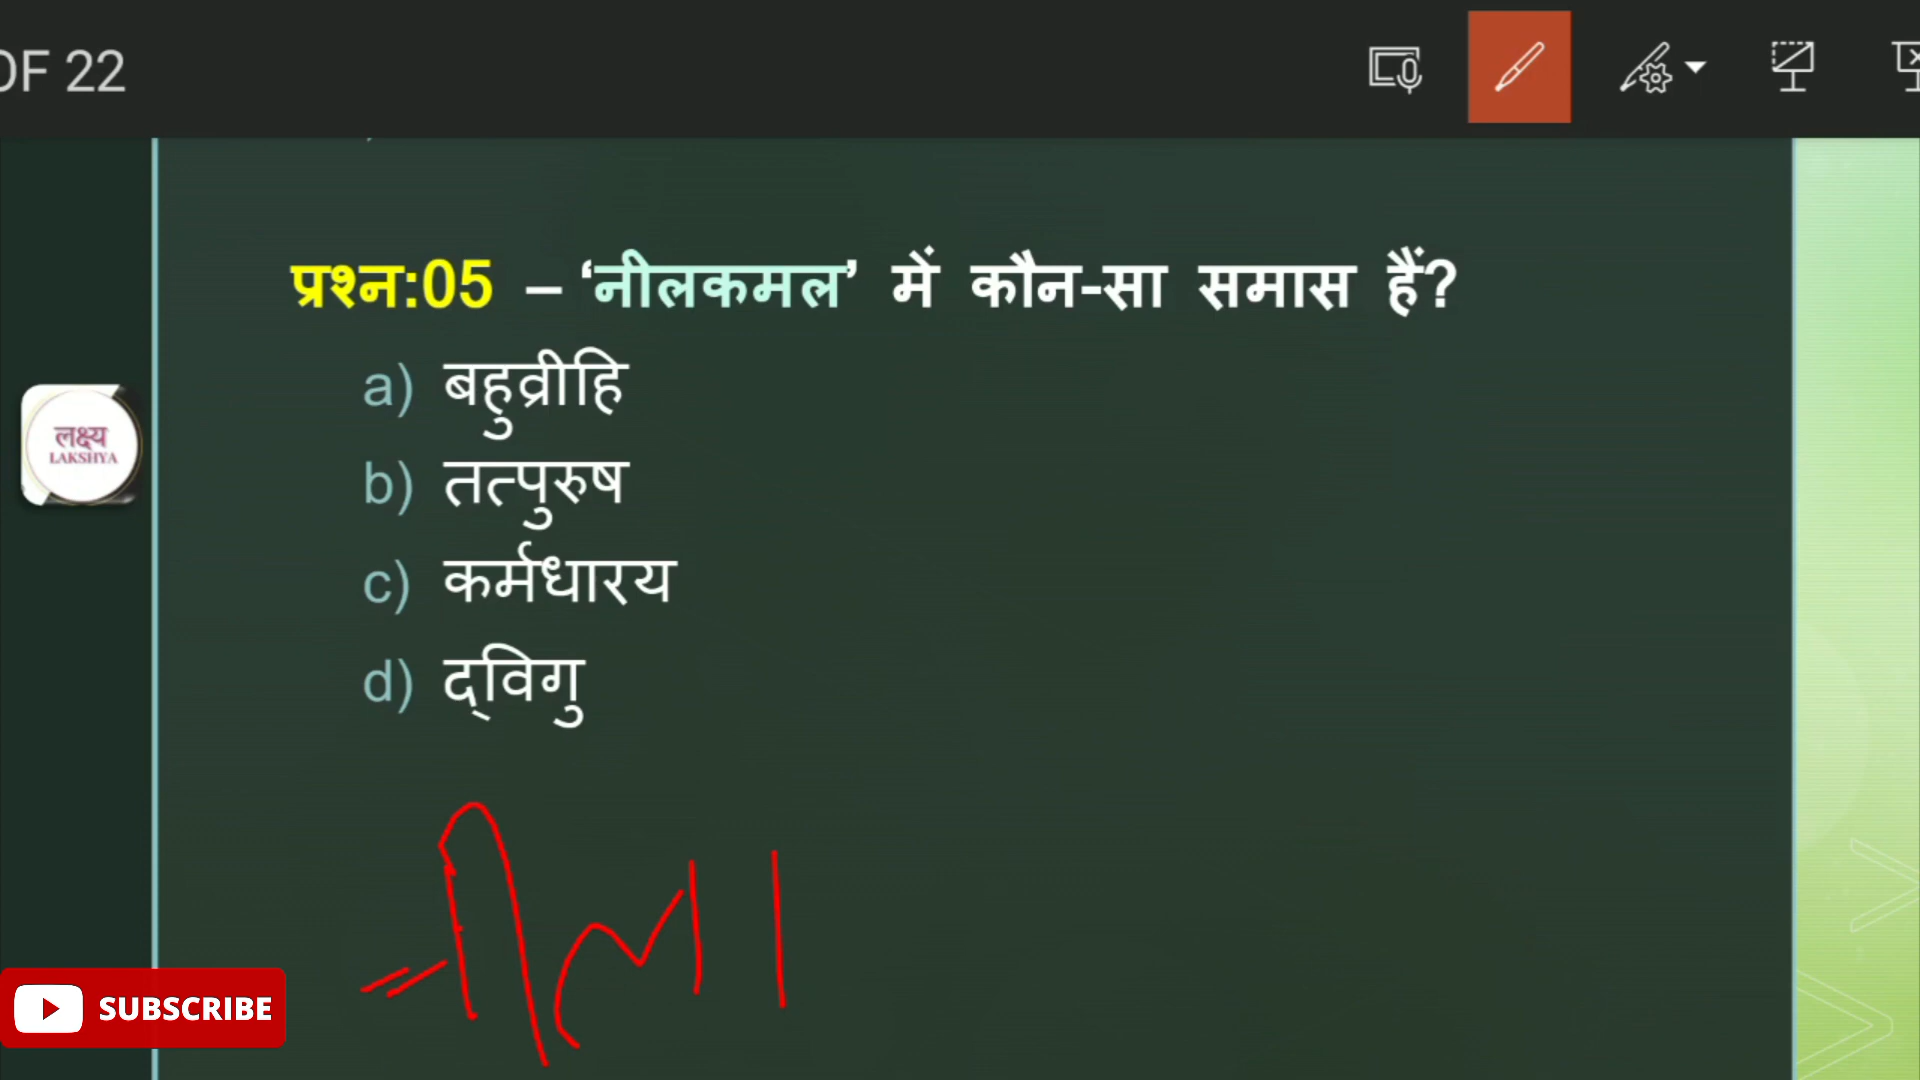 OF 22
प्रश्न:05 – ‘नीलकमल’ में कौन-सा समास हैं?
a) बहुव्रीहि
b) तत्पुरुष
c) कर्मधारय
d) द्‌विगु
लक्ष्य
LAKSHYA
नीला
SUBSCRIBE